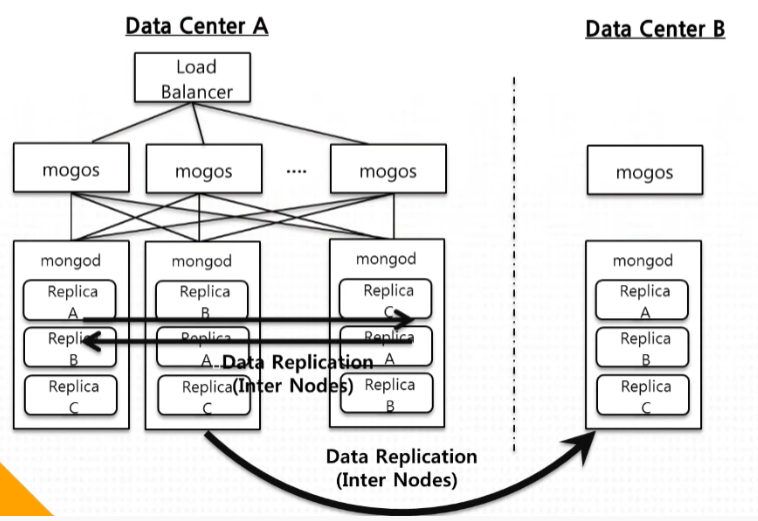 Data Center A
Data Center B
Load
Balancer
mogos
mogos
....
mogos
mogos
mongod
Replica
A
Replica
B
Replica
C
mongod
Replica
B
Replica
A
Replica
C
mongod
Replica
C
Replica
A
Replica
B
mongod
Replica
A
Replica
B
Replica
C
Data Replication
(Inter Nodes)
Data Replication
(Inter Nodes)